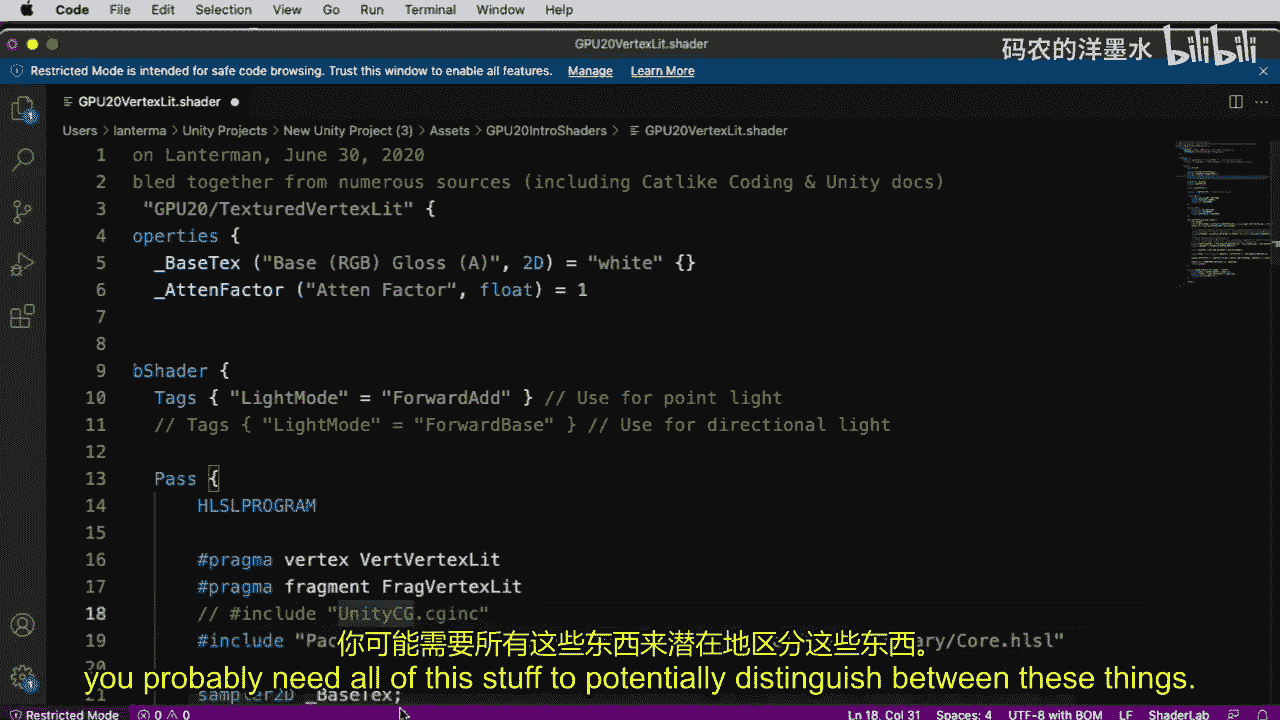 Code File Edit Selection View Go Run Terminal Window Help
GPU20VertexLit.shader
码农的洋墨水 bilibili
Restricted Mode is intended for safe code browsing. Trust this window to enable all features. Manage Learn More
GPU20VertexLit.shader
Users > lanterma > Unity Projects > New Unity Project (3) > Assets > GPU20IntroShaders > GPU20VertexLit.shader
1 on Lanterman, June 30, 2020
2 bled together from numerous sources (including Catlike Coding & Unity docs)
3 "GPU20/TexturedVertexLit" {
4 operties {
5 _BaseTex ("Base (RGB) Gloss (A)", 2D) = "white" {}
6 _AttenFactor ("Atten Factor", float) = 1
7
8
9 bShader {
10 Tags { "LightMode" = "ForwardAdd" } // Use for point light
11 // Tags { "LightMode" = "ForwardBase" } // Use for directional light
12
13 Pass {
14 HLSLPROGRAM
15
16 #pragma vertex VertVertexLit
17 #pragma fragment FragVertexLit
18 // #include "UnityCG.cginc"
19 #include "Pac ary/Core.hlsl"
你可能需要所有这些东西来潜在地区分这些东西。
20
21 sampler2D _BaseTex;
you probably need all of this stuff to potentially distinguish between these things.
Restricted Mode 0 0 Ln 18, Col 31 Spaces: 4 UTF-8 with BOM LF ShaderLab